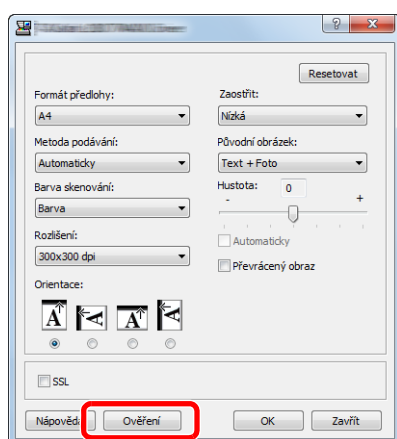 Resetovat
Formát předlohy:
A4
Metoda podávání:
Automaticky
Barva skenování:
Barva
Rozlišení:
300x300 dpi
Orientace:
A A A A
Zaostřit:
Nízká
Původní obrázek:
Text + Foto
Hustota: 0
- +
Automaticky
Převrácený obraz
SSL
Nápověda Ověření OK Zavřít